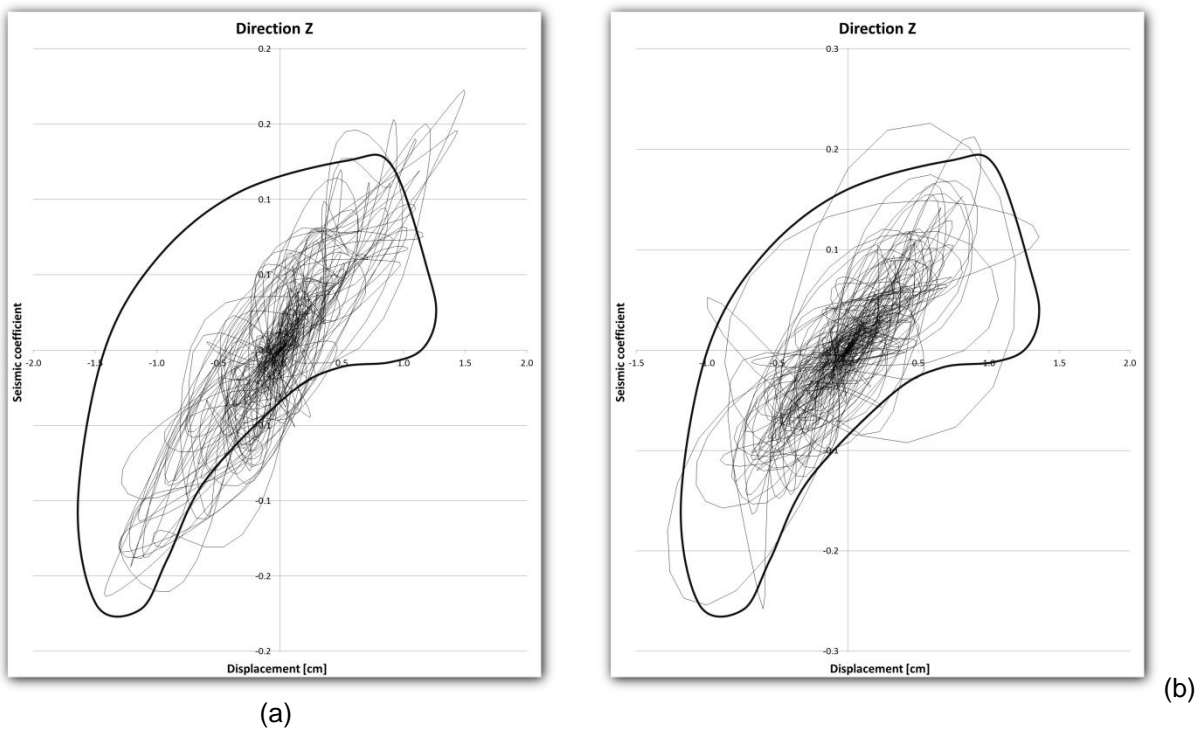 Direction Z
0.2
0.2
0.1
0.1
Seismic coefficient
-2.0 -1.5 -1.0 -0.5 0.5 1.0 1.5 2.0
-0.1
-0.1
-0.2
-0.2
Displacement [cm]
(a)
Direction Z
0.3
0.2
0.1
Seismic coefficient
-1.5 -1.0 -0.5 0.5 1.0 1.5 2.0
-0.1
-0.2
-0.3
Displacement [cm]
(b)